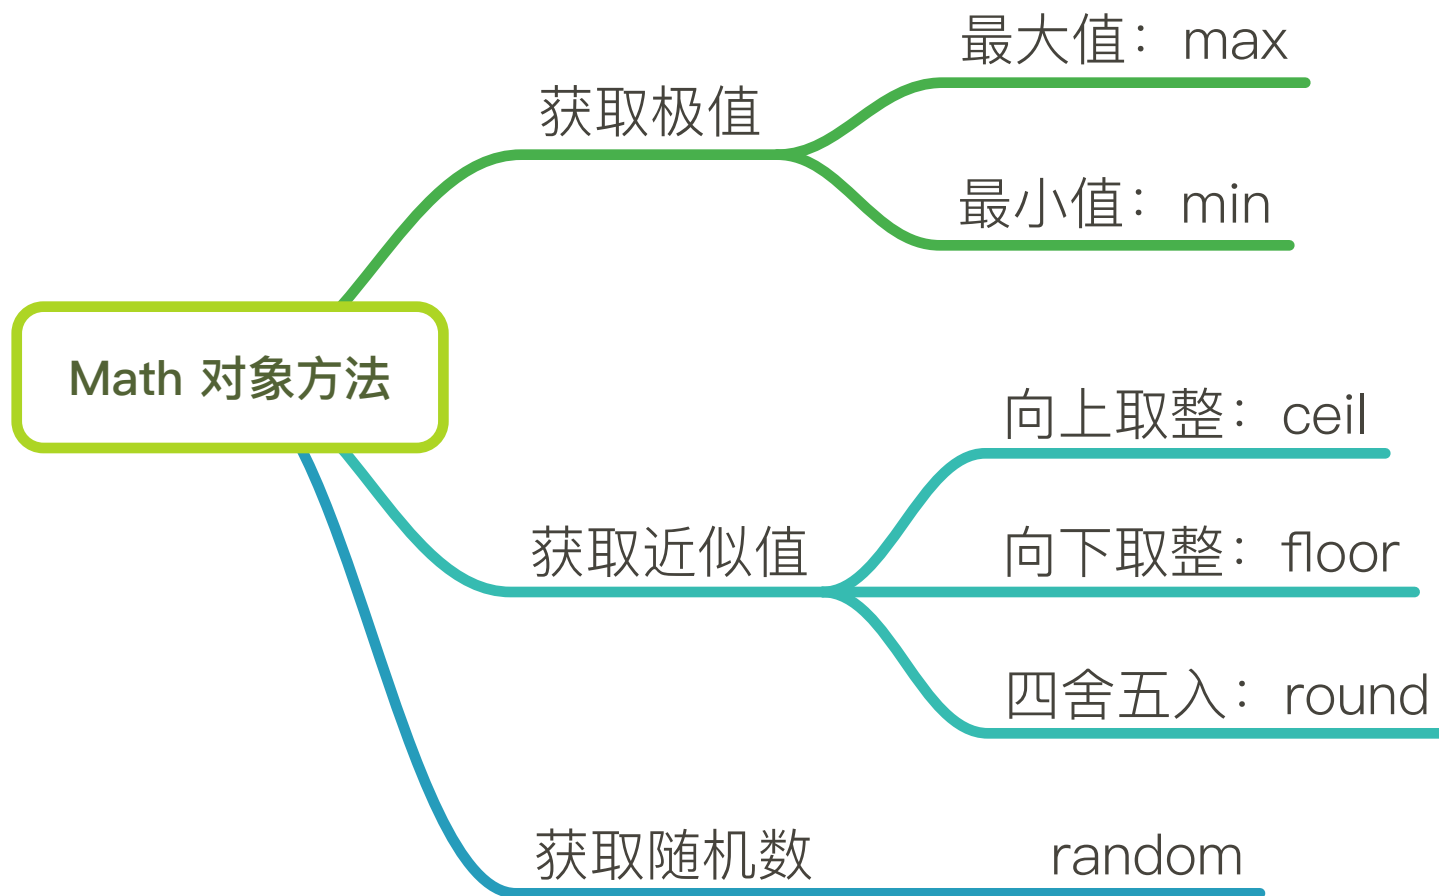 最大值：max
获取极值
最小值：min
Math 对象方法
向上取整：ceil
获取近似值
向下取整：floor
四舍五入：round
获取随机数 random